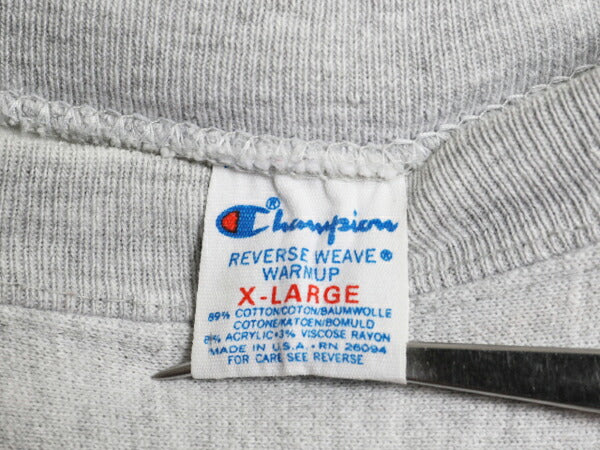 Champion®
REVERSE WEAVE®
WARMUP
X-LARGE
89% COTTON/COTON/BAUMWOLLE
COTONE/KATOEN/BOMULD
8% ACRYLIC•3% VISCOSE RAYON
MADE IN U.S.A.•RN 26094
FOR CARE SEE REVERSE